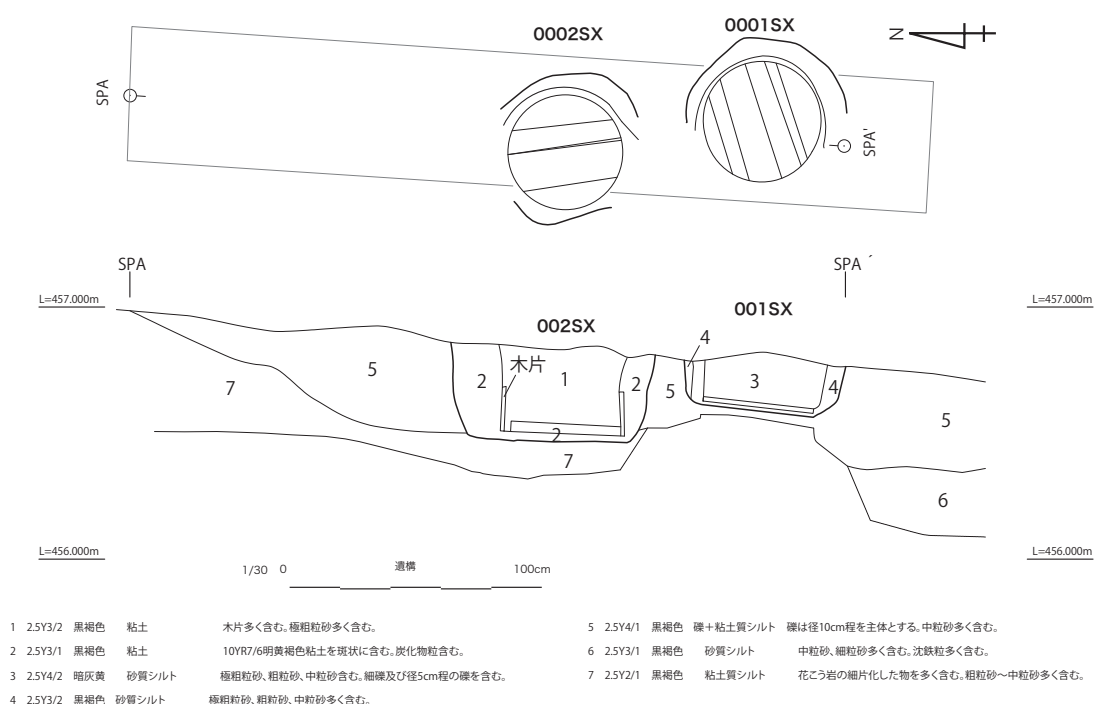 0002SX
0001SX
N
SPA
SPA'
SPA
SPA ´
L=457.000m
L=457.000m
002SX
001SX
4
木片
7
5
2
1
2
5
3
4
5
2
7
6
L=456.000m
L=456.000m
1/30 0 遺構 100cm
1 2.5Y3/2 黒褐色 粘土 木片多く含む。極粗粒砂多く含む。
2 2.5Y3/1 黒褐色 粘土 10YR7/6明黄褐色粘土を斑状に含む。炭化物粒含む。
3 2.5Y4/2 暗灰黄 砂質シルト 極粗粒砂、粗粒砂、中粒砂含む。細礫及び径5cm程の礫を含む。
4 2.5Y3/2 黒褐色 砂質シルト 極粗粒砂、粗粒砂、中粒砂多く含む。
5 2.5Y4/1 黒褐色 礫+粘土質シルト 礫は径10cm程を主体とする。中粒砂多く含む。
6 2.5Y3/1 黒褐色 砂質シルト 中粒砂、細粒砂多く含む。沈鉄粒多く含む。
7 2.5Y2/1 黒褐色 粘土質シルト 花こう岩の細片化した物を多く含む。粗粒砂～中粒砂多く含む。